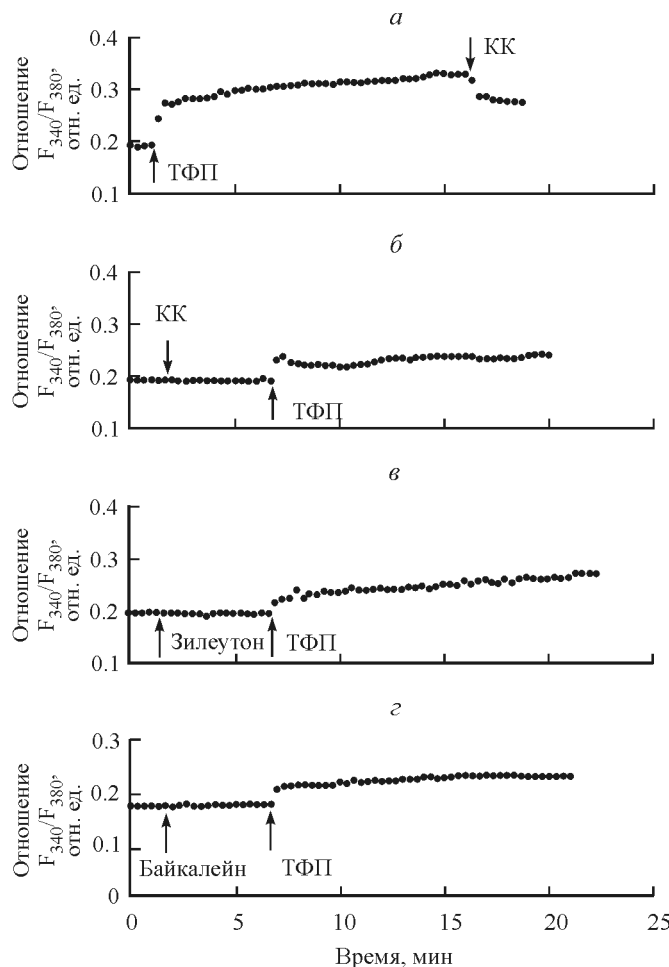 а
Отношение
F340/F380,
отн. ед.
0.4
0.3
0.2
0.1
КК
ТФП
б
Отношение
F340/F380,
отн. ед.
0.4
0.3
0.2
0.1
КК
ТФП
в
Отношение
F340/F380,
отн. ед.
0.4
0.3
0.2
0.1
Зилеутон
ТФП
г
Отношение
F340/F380,
отн. ед.
0.3
0.2
0.1
0
Байкалейн
ТФП
0 5 10 15 20 25
Время, мин